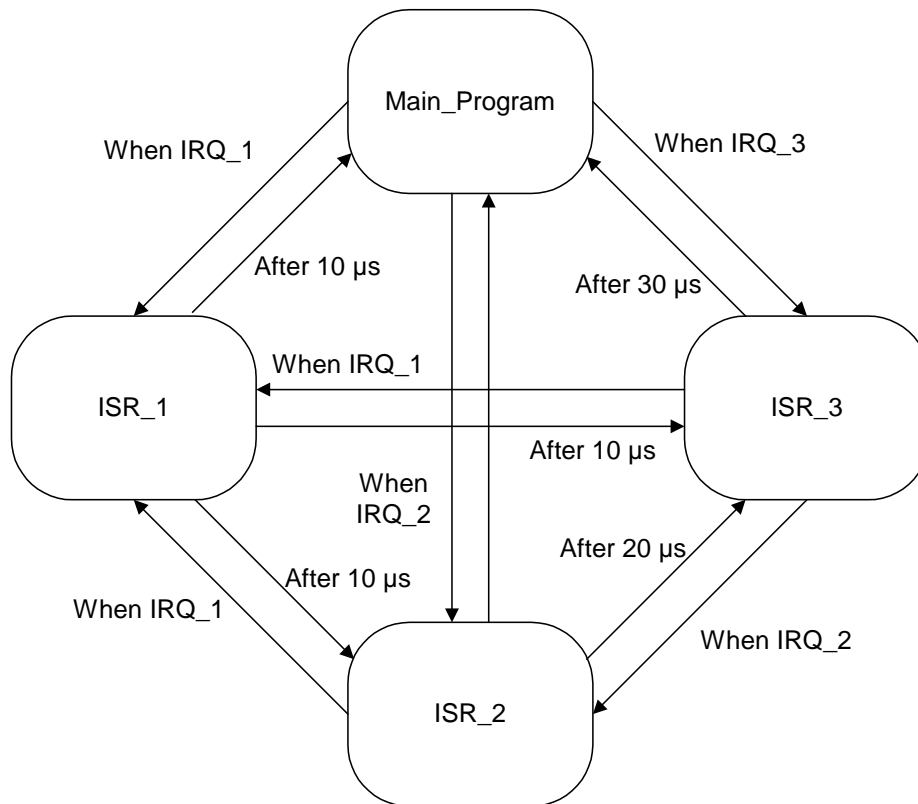 Main_Program
When IRQ_1
When IRQ_3
After 10 µs
After 30 µs
When IRQ_1
ISR_1
ISR_3
After 10 µs
When
IRQ_2
After 20 µs
After 10 µs
When IRQ_1
When IRQ_2
ISR_2